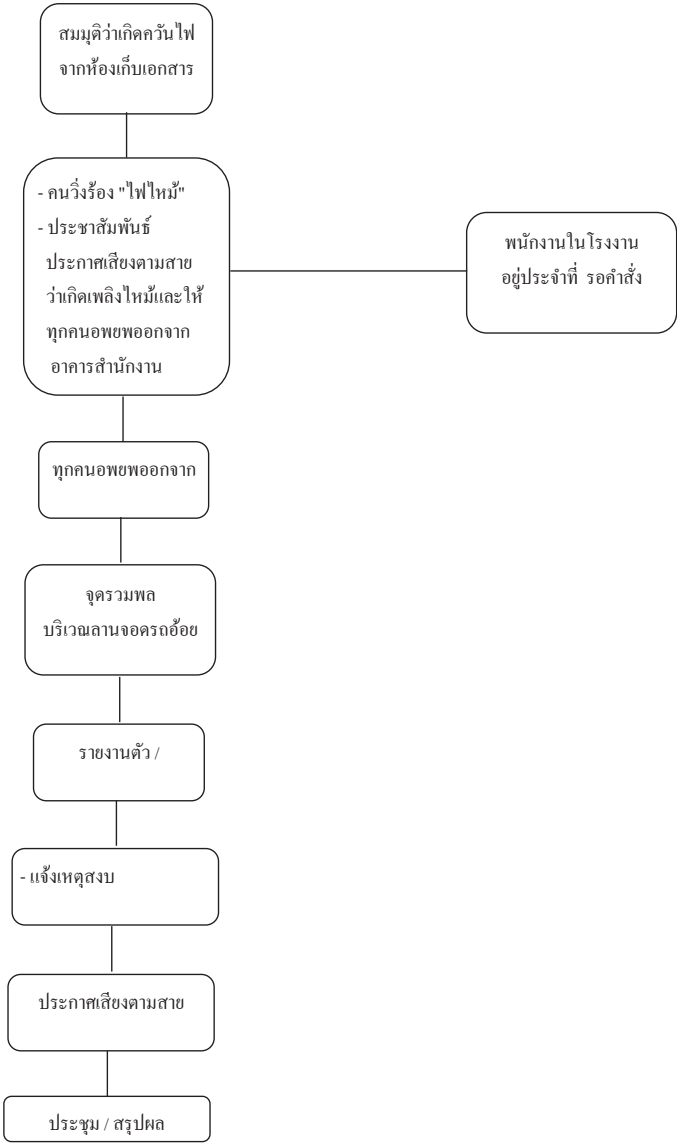 สมมุติว่าเกิดควันไฟ
จากห้องเก็บเอกสาร
- คนวิ่งร้อง "ไฟไหม้"
- ประชาสัมพันธ์
ประกาศเสียงตามสาย
ว่าเกิดเพลิงไหม้และให้
ทุกคนอพยพออกจาก
อาคารสำนักงาน
พนักงานในโรงงาน
อยู่ประจำที่ รอคำสั่ง
ทุกคนอพยพออกจาก
จุดรวมพล
บริเวณลานจอดรถอ้อย
รายงานตัว /
- แจ้งเหตุสงบ
ประกาศเสียงตามสาย
ประชุม / สรุปผล